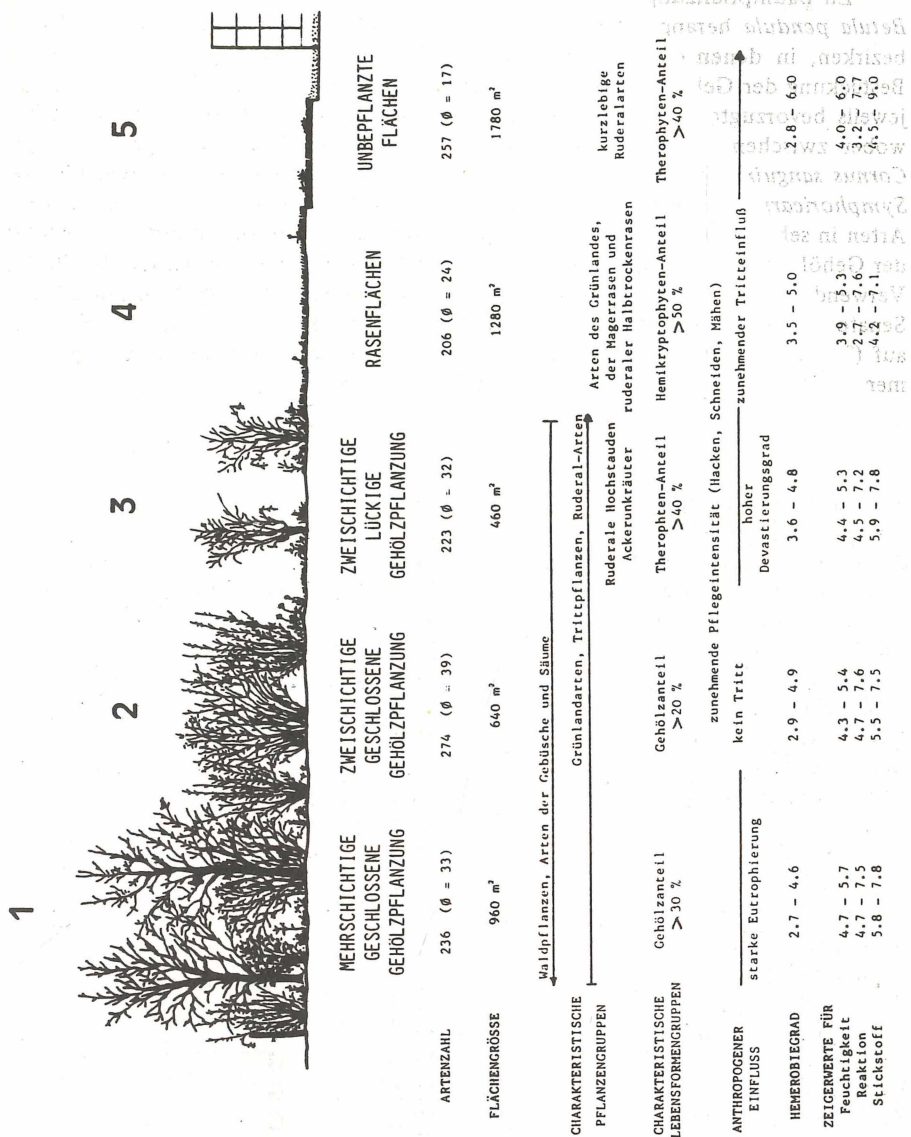 1 2 3 4 5
MEHRSCHICHTIGE GESCHLOSSENE GEHÖLZPFLANZUNG
ZWEISCHICHTIGE GESCHLOSSENE GEHÖLZPFLANZUNG
ZWEISCHICHTIGE LÜCKIGE GEHÖLZPFLANZUNG
RASENFLÄCHEN
UNBEPFLANZTE FLÄCHEN
ARTENZAHL 236 (Ø = 33) 274 (Ø = 39) 223 (Ø = 32) 206 (Ø = 24) 257 (Ø = 17)
FLÄCHENGRÖSSE 960 m² 640 m² 460 m² 1280 m² 1780 m²
Waldpflanzen, Arten der Gebüsche und Säume
CHARAKTERISTISCHE
PFLANZENGRUPPEN
Grünlandarten, Trittpflanzen, Ruderal-Arten
Ruderale Hochstauden
Ackerunkräuter
Arten des Grünlandes,
der Magerrasen und
ruderaler Halbtrockenrasen
kurzlebige
Ruderalarten
CHARAKTERISTISCHE
LEBENSFORMENGRUPPEN
Gehölzanteil
> 30 %
Gehölzanteil
> 20 %
Therophten-Anteil
> 40 %
Hemikryptophyten-Anteil
> 50 %
Therophyten-Anteil
> 40 %
ANTHROPOGENER
EINFLUSS
zunehmende Pflegeintensität (Hacken, Schneiden, Mähen)
starke Eutrophierung
kein Tritt
hoher
Devastierungsgrad
zunehmender Tritteinfluß
HEMEROBIEGRAD 2.7 - 4.6 2.9 - 4.9 3.6 - 4.8 3.5 - 5.0 2.8 - 6.0
ZEIGERWERTE FÜR
Feuchtigkeit 4.7 - 5.7 4.3 - 5.4 4.4 - 5.3 3.9 - 5.3 4.0 - 6.0
Reaktion 4.7 - 7.5 4.7 - 7.6 4.5 - 7.2 2.7 - 7.6 3.2 - 7.7
Stickstoff 5.8 - 7.8 5.5 - 7.5 5.9 - 7.8 4.2 - 7.1 4.5 - 9.0